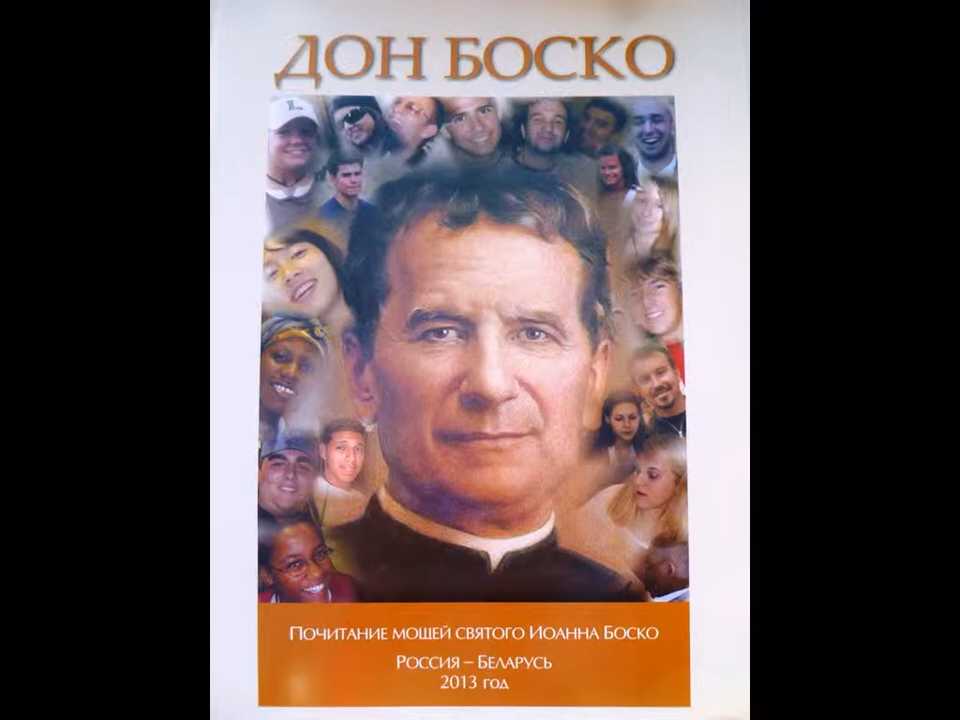 ДОН БОСКО
L
ПОЧИТАНИЕ МОЩЕЙ СВЯТОГО ИОАННА БОСКО
РОССИЯ – БЕЛАРУСЬ
2013 год